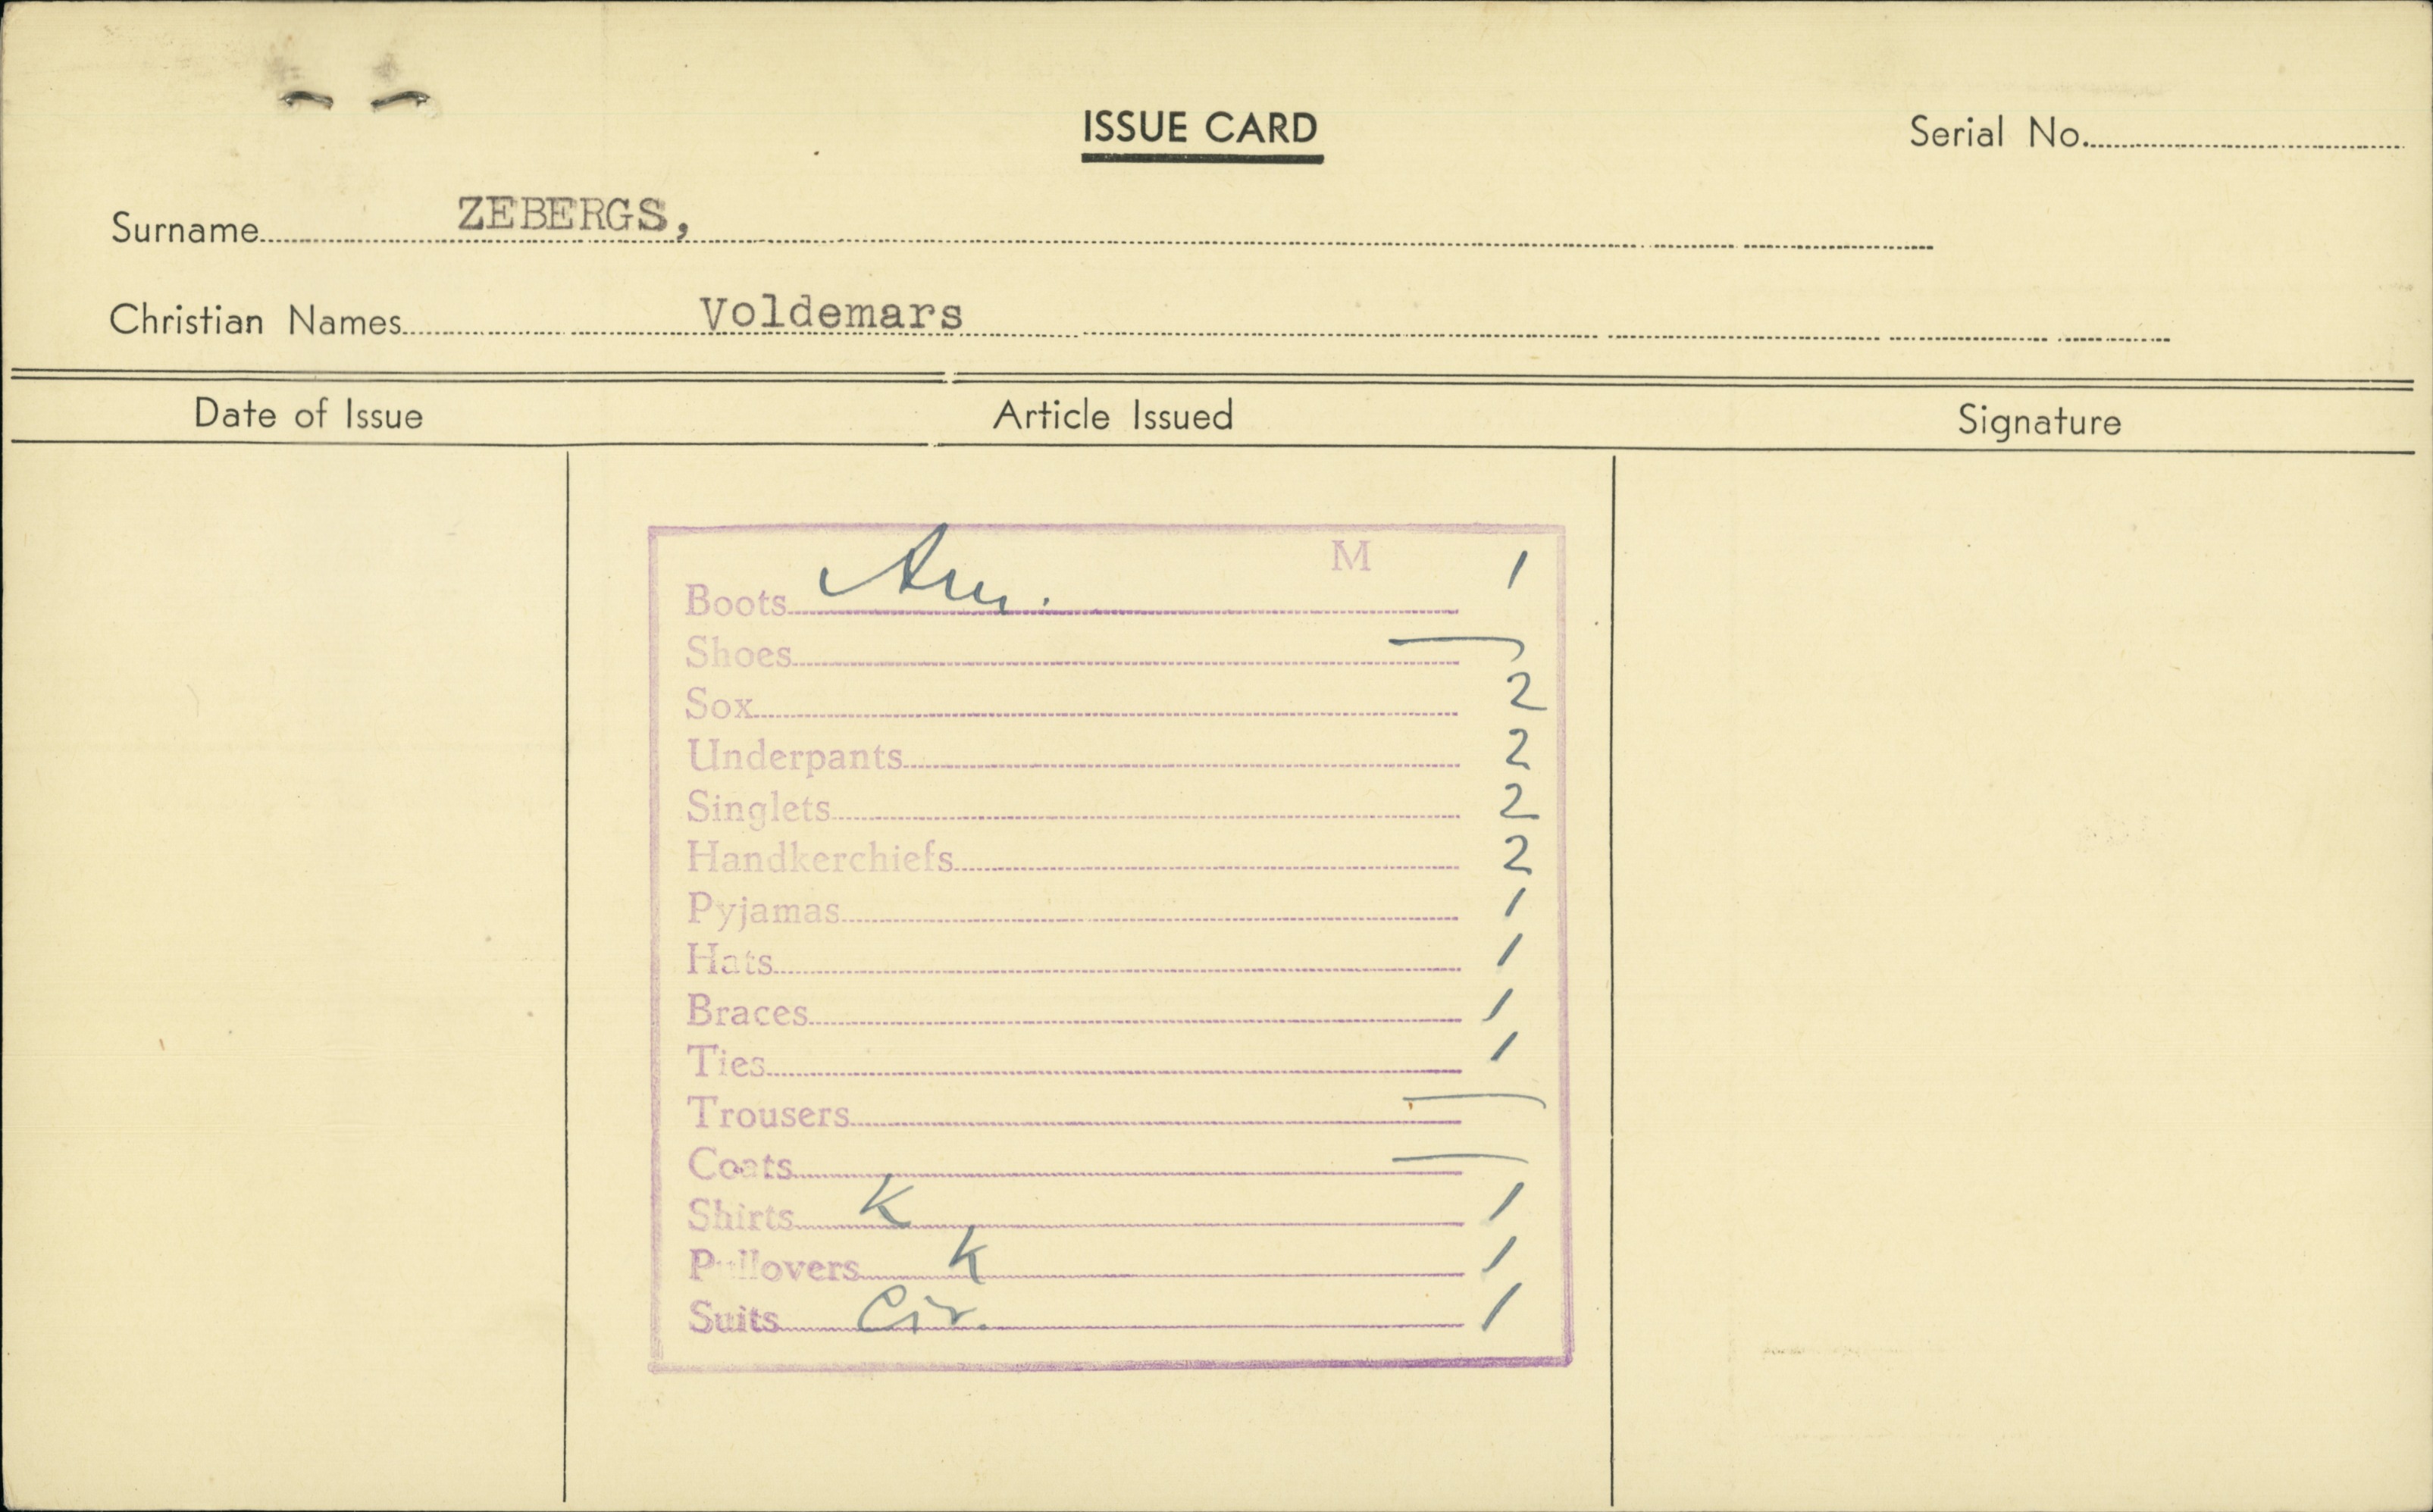 ISSUE CARD
Serial No.
Surname ZEBERGS,
Christian Names Voldemars
Date of Issue Article Issued Signature
M
Boots Arm. 1
Shoes —
Sox 2
Underpants 2
Singlets 2
Handkerchiefs 2
Pyjamas 1
Hats 1
Braces 1
Ties 1
Trousers —
Coats —
Shirts K 1
Pullovers K 1
Suits Civ. 1